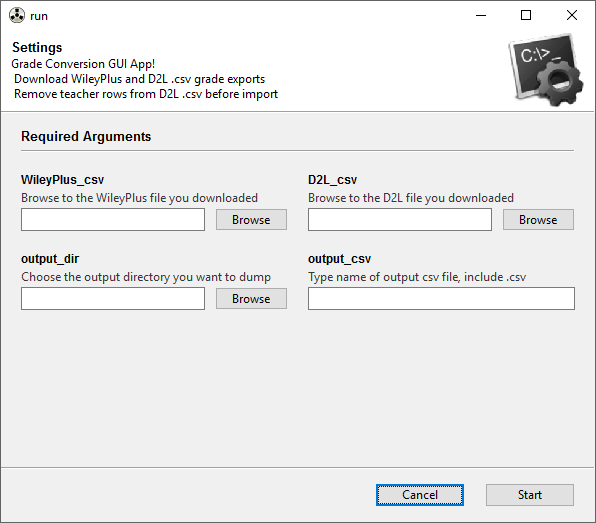 run
Settings
Grade Conversion GUI App!
Download WileyPlus and D2L .csv grade exports
Remove teacher rows from D2L .csv before import
C:\>_
Required Arguments
WileyPlus_csv
D2L_csv
Browse to the WileyPlus file you downloaded
Browse to the D2L file you downloaded
Browse
Browse
output_dir
output_csv
Choose the output directory you want to dump
Type name of output csv file, include .csv
Browse
Cancel
Start